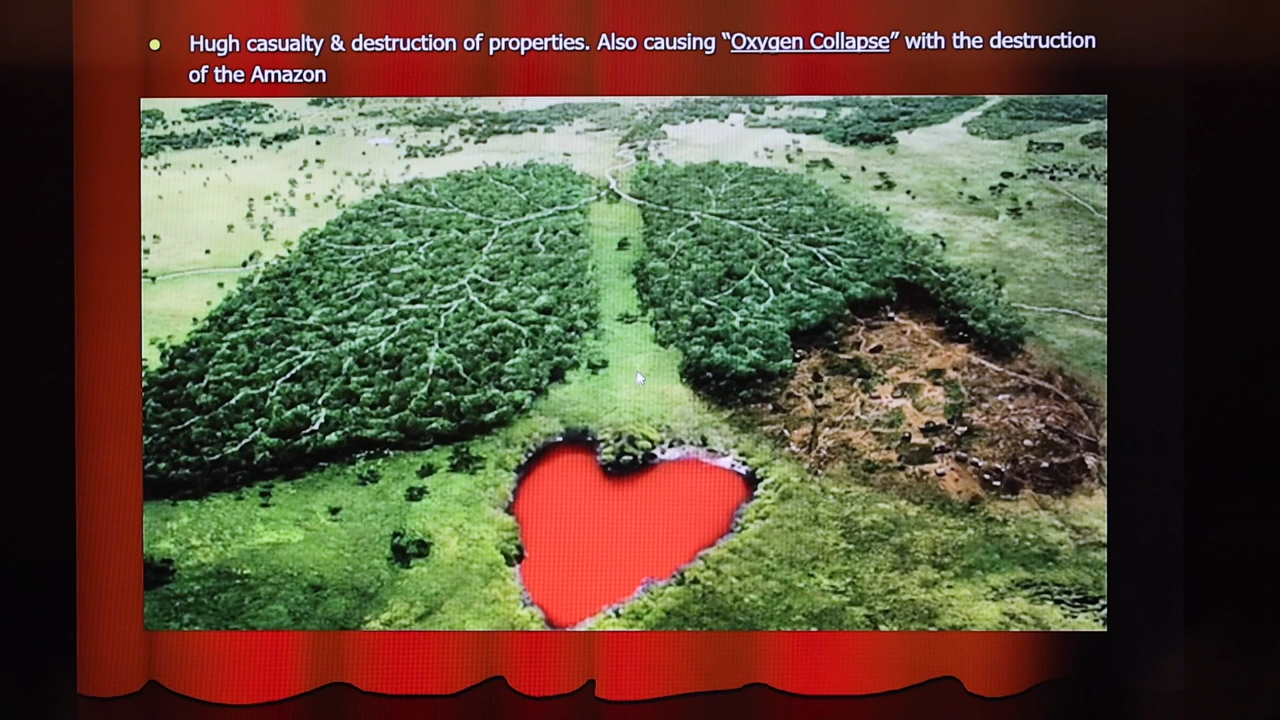 Hugh casualty & destruction of properties. Also causing “Oxygen Collapse” with the destruction
of the Amazon